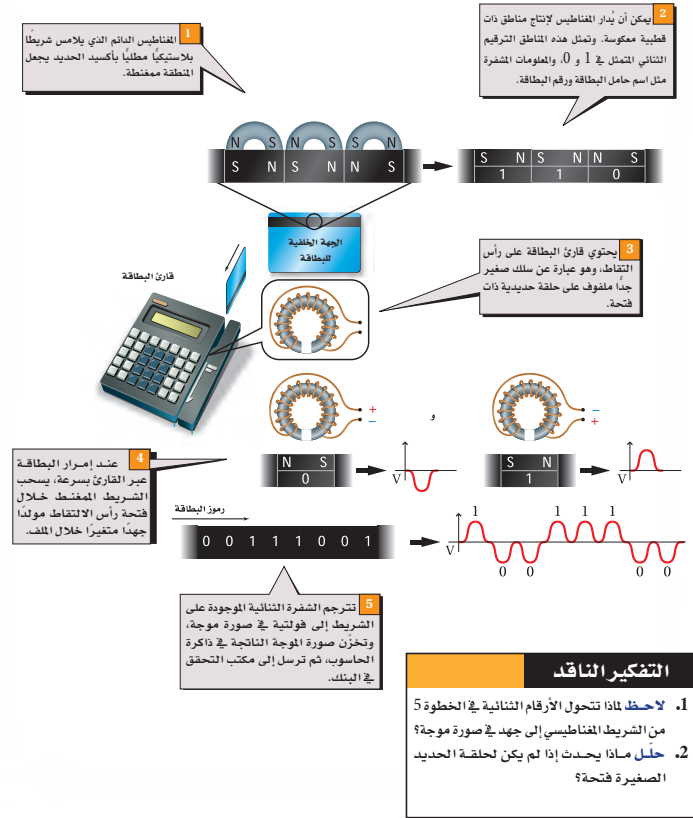 1 المغناطيس الدائم الذي يلامس شريطًا
بلاستيكيًّا مطليًّا بأكسيد الحديد يجعل
المنطقة ممغنطة.
2 يمكن أن يُدار المغناطيس لإنتاج مناطق ذات
قطبية معكوسة. وتمثل هذه المناطق الترقيم
الثنائي المتمثل في 1 و 0، والمعلومات المشفرة
مثل اسم حامل البطاقة ورقم البطاقة.
N S N S S N
S N S N N S
S N S N N S
1 1 0
الجهة الخلفية
للبطاقة
قارئ البطاقة
3 يحتوي قارئ البطاقة على رأس
التقاط، وهو عبارة عن سلك صغير
جدًّا ملفوف على حلقة حديدية ذات
فتحة.
+
−
و
−
+
N S
0
V
S N
1
V
4 عند إمرار البطاقة
عبر القارئ بسرعة، يسحب
الشريط الممغنط خلال
فتحة رأس الالتقاط مولدًا
جهدًا متغيرًا خلال الملف.
رموز البطاقة
0 0 1 1 1 0 0 1
V
1 1 1 1
0 0 0 0
5 تترجم الشفرة الثنائية الموجودة على
الشريط إلى فولتية في صورة موجة،
وتخزن صورة الموجة الناتجة في ذاكرة
الحاسوب، ثم ترسل إلى مكتب التحقق
في البنك.
التفكير الناقد
1. لاحظ لماذا تتحول الأرقام الثنائية في الخطوة 5
من الشريط المغناطيسي إلى جهد في صورة موجة؟
2. حلّل ماذا يحدث إذا لم يكن لحلقة الحديد
الصغيرة فتحة؟